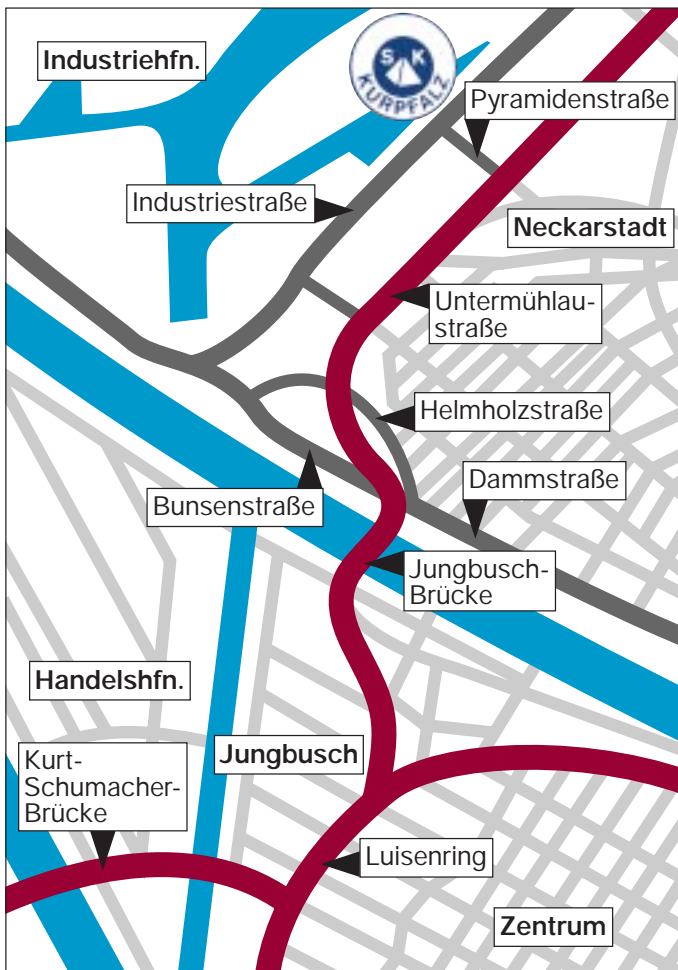 Industriehfn.
S K
KURPFALZ
Pyramidenstraße
Industriestraße
Neckarstadt
Untermühlau-
straße
Helmholzstraße
Dammstraße
Bunsenstraße
Jungbusch-
Brücke
Handelshfn.
Jungbusch
Kurt-
Schumacher-
Brücke
Luisenring
Zentrum